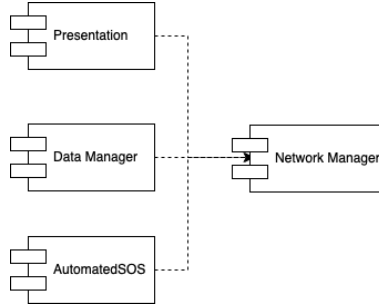 Presentation
Data Manager
Network Manager
AutomatedSOS